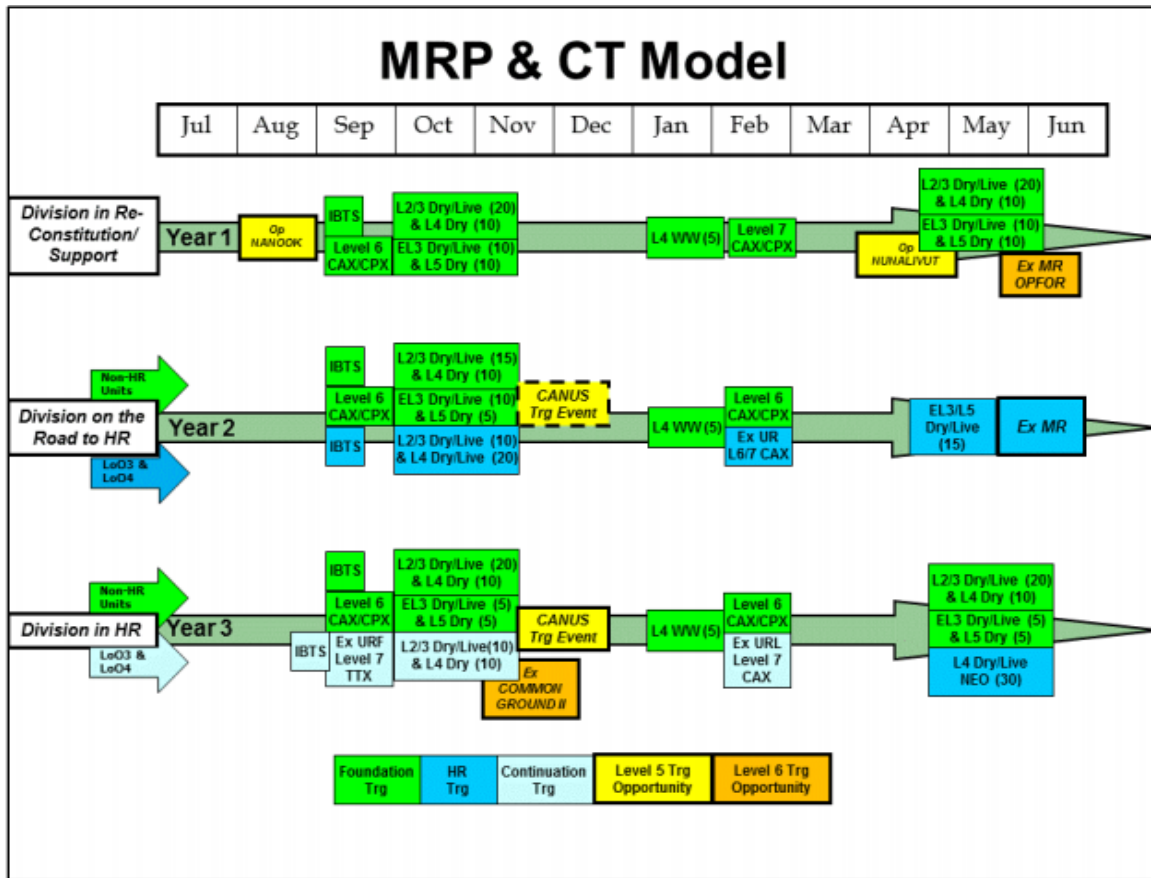 MRP & CT Model
Jul Aug Sep Oct Nov Dec Jan Feb Mar Apr May Jun
Division in Re-
Constitution/
Support
Year 1
Op
NANOOK
IBTS
Level 6
CAX/CPX
L2/3 Dry/Live (20)
& L4 Dry (10)
EL3 Dry/Live (10)
& L5 Dry (10)
L4 WW (5)
Level 7
CAX/CPX
Op
NUNALIVUT
L2/3 Dry/Live (20)
& L4 Dry (10)
EL3 Dry/Live (10)
& L5 Dry (10)
Ex MR
OPFOR
Non-HR
Units
Division on the
Road to HR
LoO3 &
LoO4
Year 2
IBTS
Level 6
CAX/CPX
IBTS
L2/3 Dry/Live (15)
& L4 Dry (10)
EL3 Dry/Live (10)
& L5 Dry (5)
L2/3 Dry/Live (10)
& L4 Dry/Live (20)
CANUS
Trg Event
L4 WW (5)
Level 6
CAX/CPX
Ex UR
L6/7 CAX
EL3/L5
Dry/Live
(15)
Ex MR
Non-HR
Units
Division in HR
LoO3 &
LoO4
Year 3
IBTS
Level 6
CAX/CPX
IBTS
Ex URF
Level 7
TTX
L2/3 Dry/Live (20)
& L4 Dry (10)
EL3 Dry/Live (5)
& L5 Dry (5)
L2/3 Dry/Live(10)
& L4 Dry (10)
CANUS
Trg Event
Ex
COMMON
GROUND II
L4 WW (5)
Level 6
CAX/CPX
Ex URL
Level 7
CAX
L2/3 Dry/Live (20)
& L4 Dry (10)
EL3 Dry/Live (5)
& L5 Dry (5)
L4 Dry/Live
NEO (30)
Foundation
Trg
HR
Trg
Continuation
Trg
Level 5 Trg
Opportunity
Level 6 Trg
Opportunity